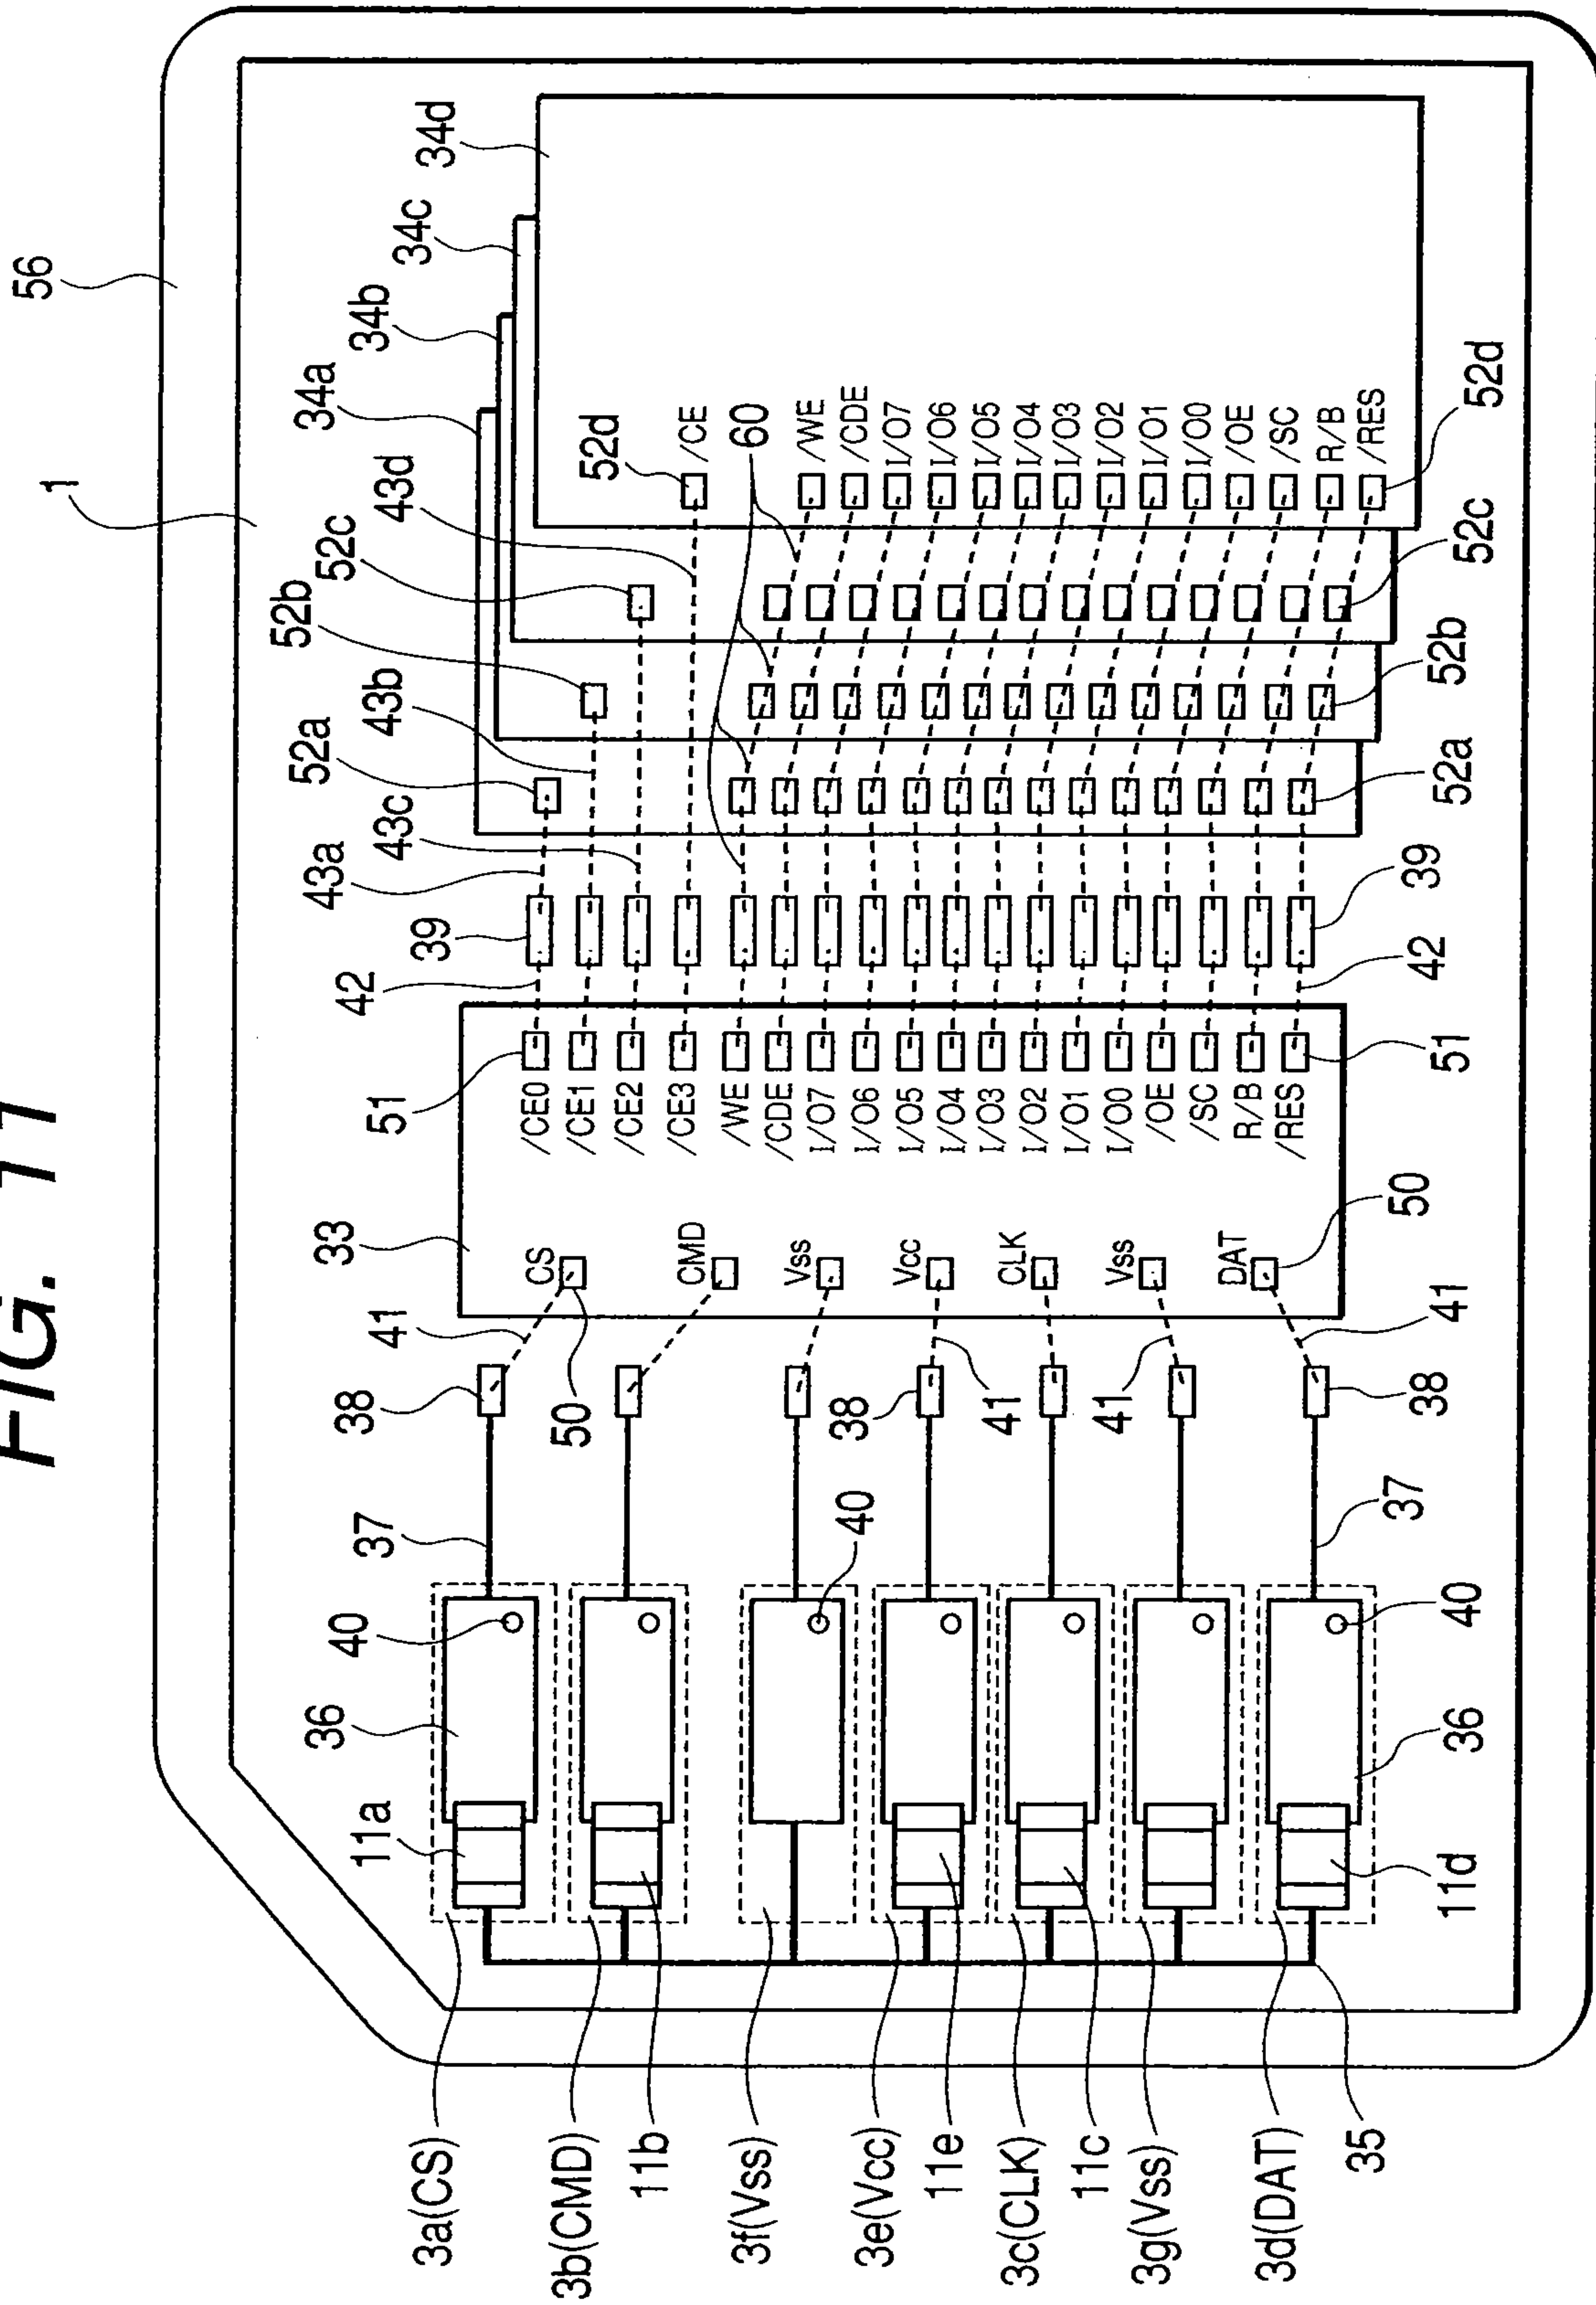 FIG. 11
56
1
34a
34b
34c
34d
52a
52b
52c
43d
52d
43a
43c
43b
/CE
60
39
42
51
/CE0
/CE1
/CE2
/CE3
/WE
/CDE
I/O7
I/O6
I/O5
I/O4
I/O3
I/O2
I/O1
I/O0
/OE
/SC
R/B
/RES
/WE
/CDE
I/O7
I/O6
I/O5
I/O4
I/O3
I/O2
I/O1
I/O0
/OE
/SC
R/B
/RES
52d
52c
52b
52a
39
42
51
33
CS
CMD
Vss
Vcc
CLK
Vss
DAT
50
41
38
50
38
41
41
41
38
37
40
40
37
40
36
36
11a
11d
3a(CS)
3b(CMD)
11b
3f(Vss)
3e(Vcc)
11e
3c(CLK)
11c
3g(Vss)
3d(DAT)
35